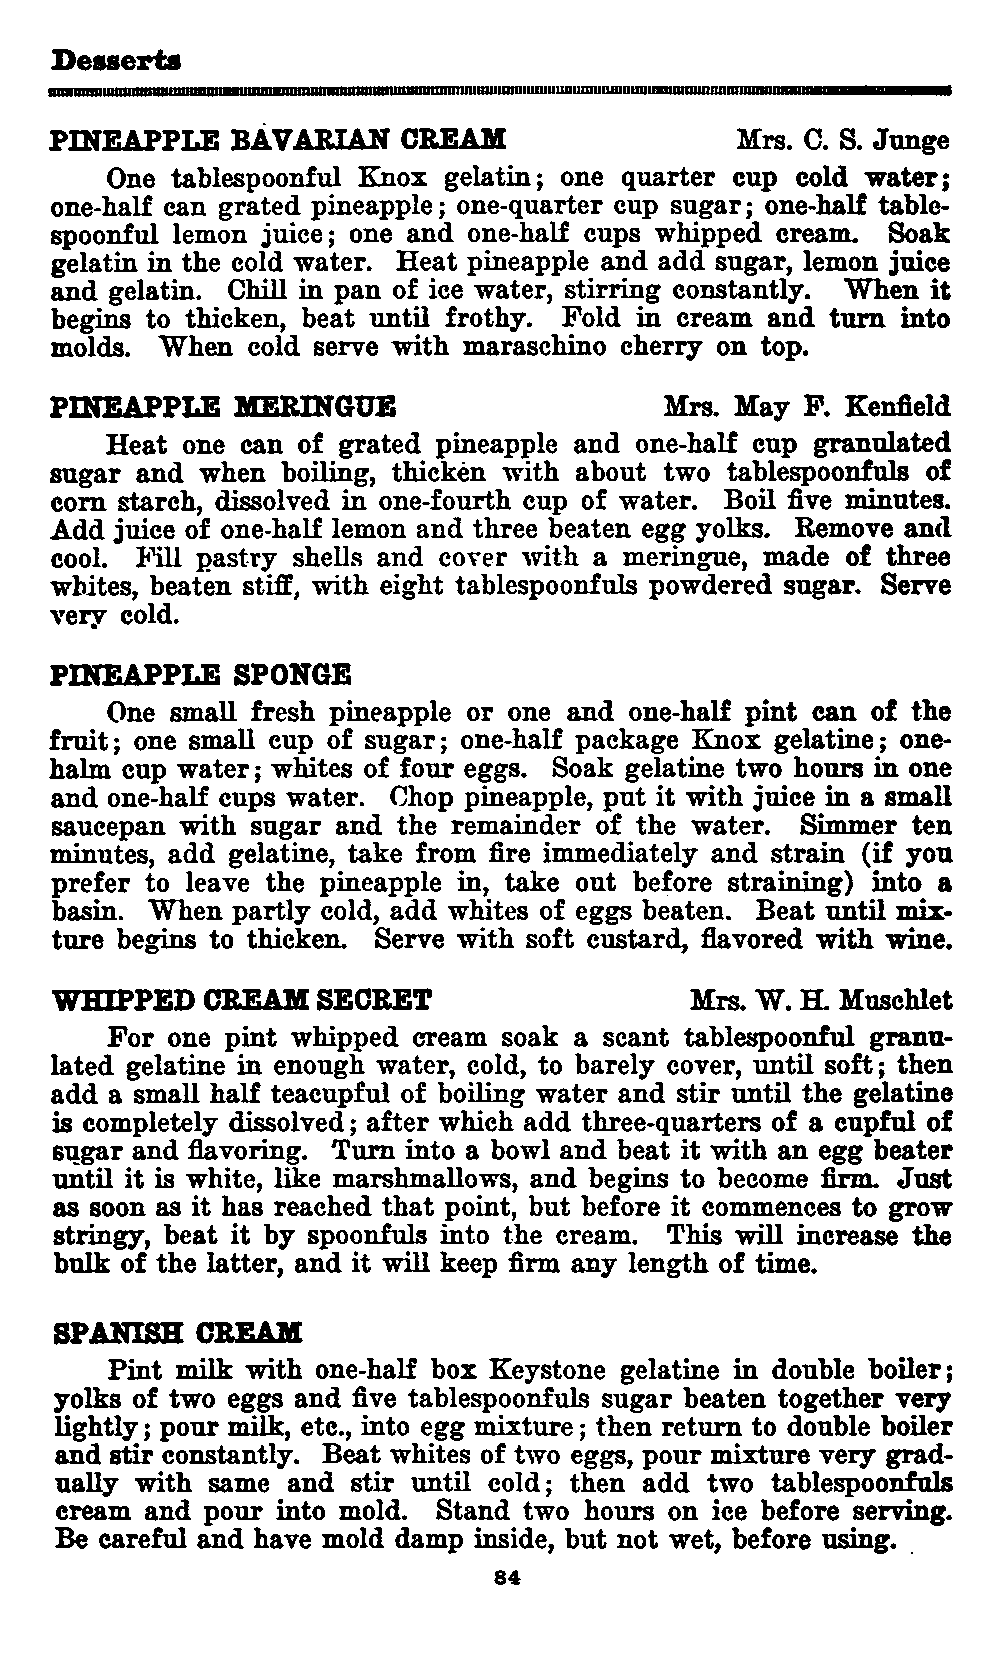 Desserts
PINEAPPLE BAVARIAN CREAM Mrs. C. S. Junge
One tablespoonful Knox gelatin; one quarter cup cold water;
one-half can grated pineapple; one-quarter cup sugar; one-half table-
spoonful lemon juice; one and one-half cups whipped cream. Soak
gelatin in the cold water. Heat pineapple and add sugar, lemon juice
and gelatin. Chill in pan of ice water, stirring constantly. When it
begins to thicken, beat until frothy. Fold in cream and turn into
molds. When cold serve with maraschino cherry on top.
PINEAPPLE MERINGUE Mrs. May F. Kenfield
Heat one can of grated pineapple and one-half cup granulated
sugar and when boiling, thicken with about two tablespoonfuls of
corn starch, dissolved in one-fourth cup of water. Boil five minutes.
Add juice of one-half lemon and three beaten egg yolks. Remove and
cool. Fill pastry shells and cover with a meringue, made of three
whites, beaten stiff, with eight tablespoonfuls powdered sugar. Serve
very cold.
PINEAPPLE SPONGE
One small fresh pineapple or one and one-half pint can of the
fruit; one small cup of sugar; one-half package Knox gelatine; one-
halm cup water; whites of four eggs. Soak gelatine two hours in one
and one-half cups water. Chop pineapple, put it with juice in a small
saucepan with sugar and the remainder of the water. Simmer ten
minutes, add gelatine, take from fire immediately and strain (if you
prefer to leave the pineapple in, take out before straining) into a
basin. When partly cold, add whites of eggs beaten. Beat until mix-
ture begins to thicken. Serve with soft custard, flavored with wine.
WHIPPED CREAM SECRET Mrs. W. H. Muschlet
For one pint whipped cream soak a scant tablespoonful granu-
lated gelatine in enough water, cold, to barely cover, until soft; then
add a small half teacupful of boiling water and stir until the gelatine
is completely dissolved; after which add three-quarters of a cupful of
sugar and flavoring. Turn into a bowl and beat it with an egg beater
until it is white, like marshmallows, and begins to become firm. Just
as soon as it has reached that point, but before it commences to grow
stringy, beat it by spoonfuls into the cream. This will increase the
bulk of the latter, and it will keep firm any length of time.
SPANISH CREAM
Pint milk with one-half box Keystone gelatine in double boiler;
yolks of two eggs and five tablespoonfuls sugar beaten together very
lightly; pour milk, etc., into egg mixture; then return to double boiler
and stir constantly. Beat whites of two eggs, pour mixture very grad-
ually with same and stir until cold; then add two tablespoonfuls
cream and pour into mold. Stand two hours on ice before serving.
Be careful and have mold damp inside, but not wet, before using.
84